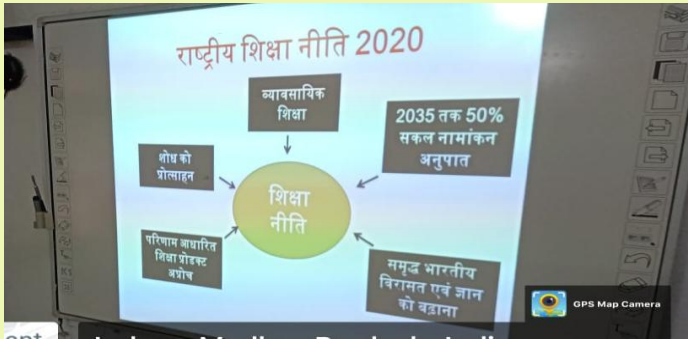 राष्ट्रीय शिक्षा नीति 2020
व्यावसायिक
शिक्षा
2035 तक 50%
सकल नामांकन
अनुपात
शोध को
प्रोत्साहन
शिक्षा
नीति
परिणाम आधारित
शिक्षा प्रोडक्ट
अप्रोच
समृद्ध भारतीय
विरासत एवं ज्ञान
को बढ़ाना
GPS Map Camera